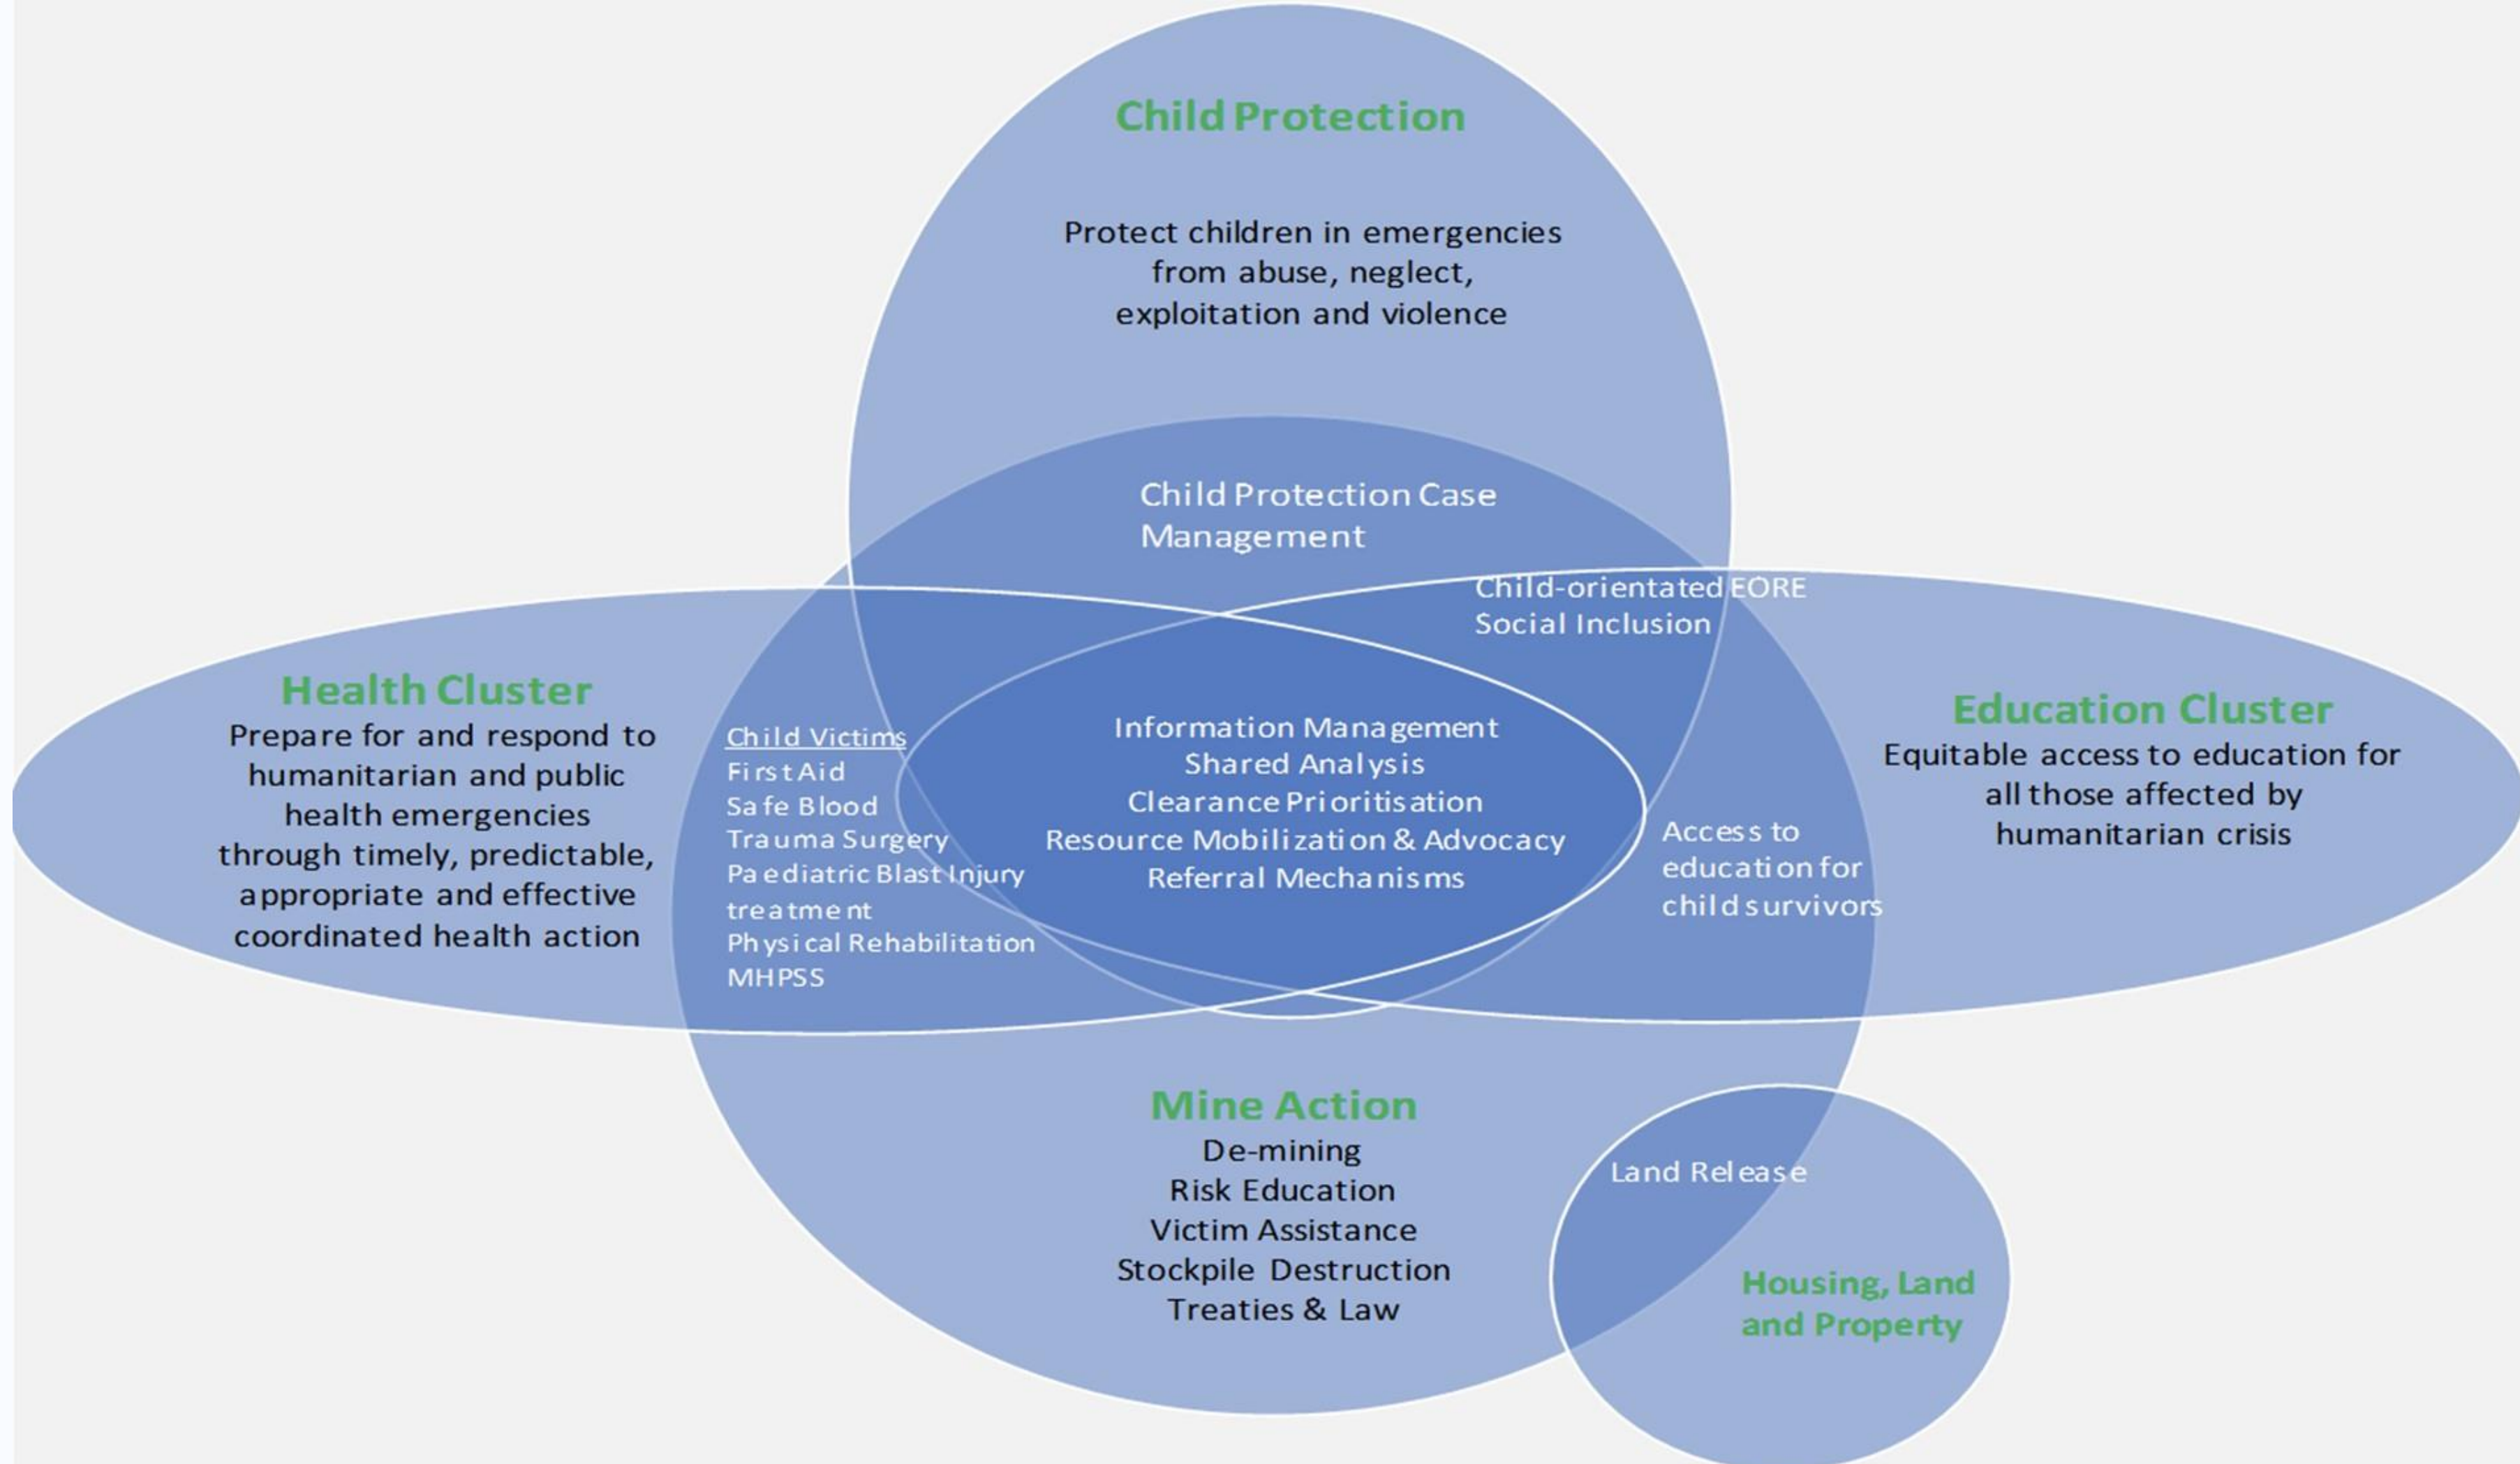 Child Protection
Protect children in emergencies
from abuse, neglect,
exploitation and violence
Child Protection Case
Management
Child-orientated EORE
Social Inclusion
Health Cluster
Prepare for and respond to
humanitarian and public
health emergencies
through timely, predictable,
appropriate and effective
coordinated health action
Child Victims
First Aid
Safe Blood
Trauma Surgery
Paediatric Blast Injury
treatment
Physical Rehabilitation
MHPSS
Information Management
Shared Analysis
Clearance Prioritisation
Resource Mobilization & Advocacy
Referral Mechanisms
Access to
education for
child survivors
Education Cluster
Equitable access to education for
all those affected by
humanitarian crisis
Mine Action
De-mining
Risk Education
Victim Assistance
Stockpile Destruction
Treaties & Law
Land Release
Housing, Land
and Property